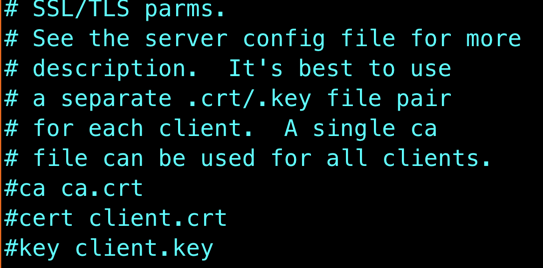 # SSL/TLS parms.
# See the server config file for more
# description.  It's best to use
# a separate .crt/.key file pair
# for each client.  A single ca
# file can be used for all clients.
#ca ca.crt
#cert client.crt
#key client.key